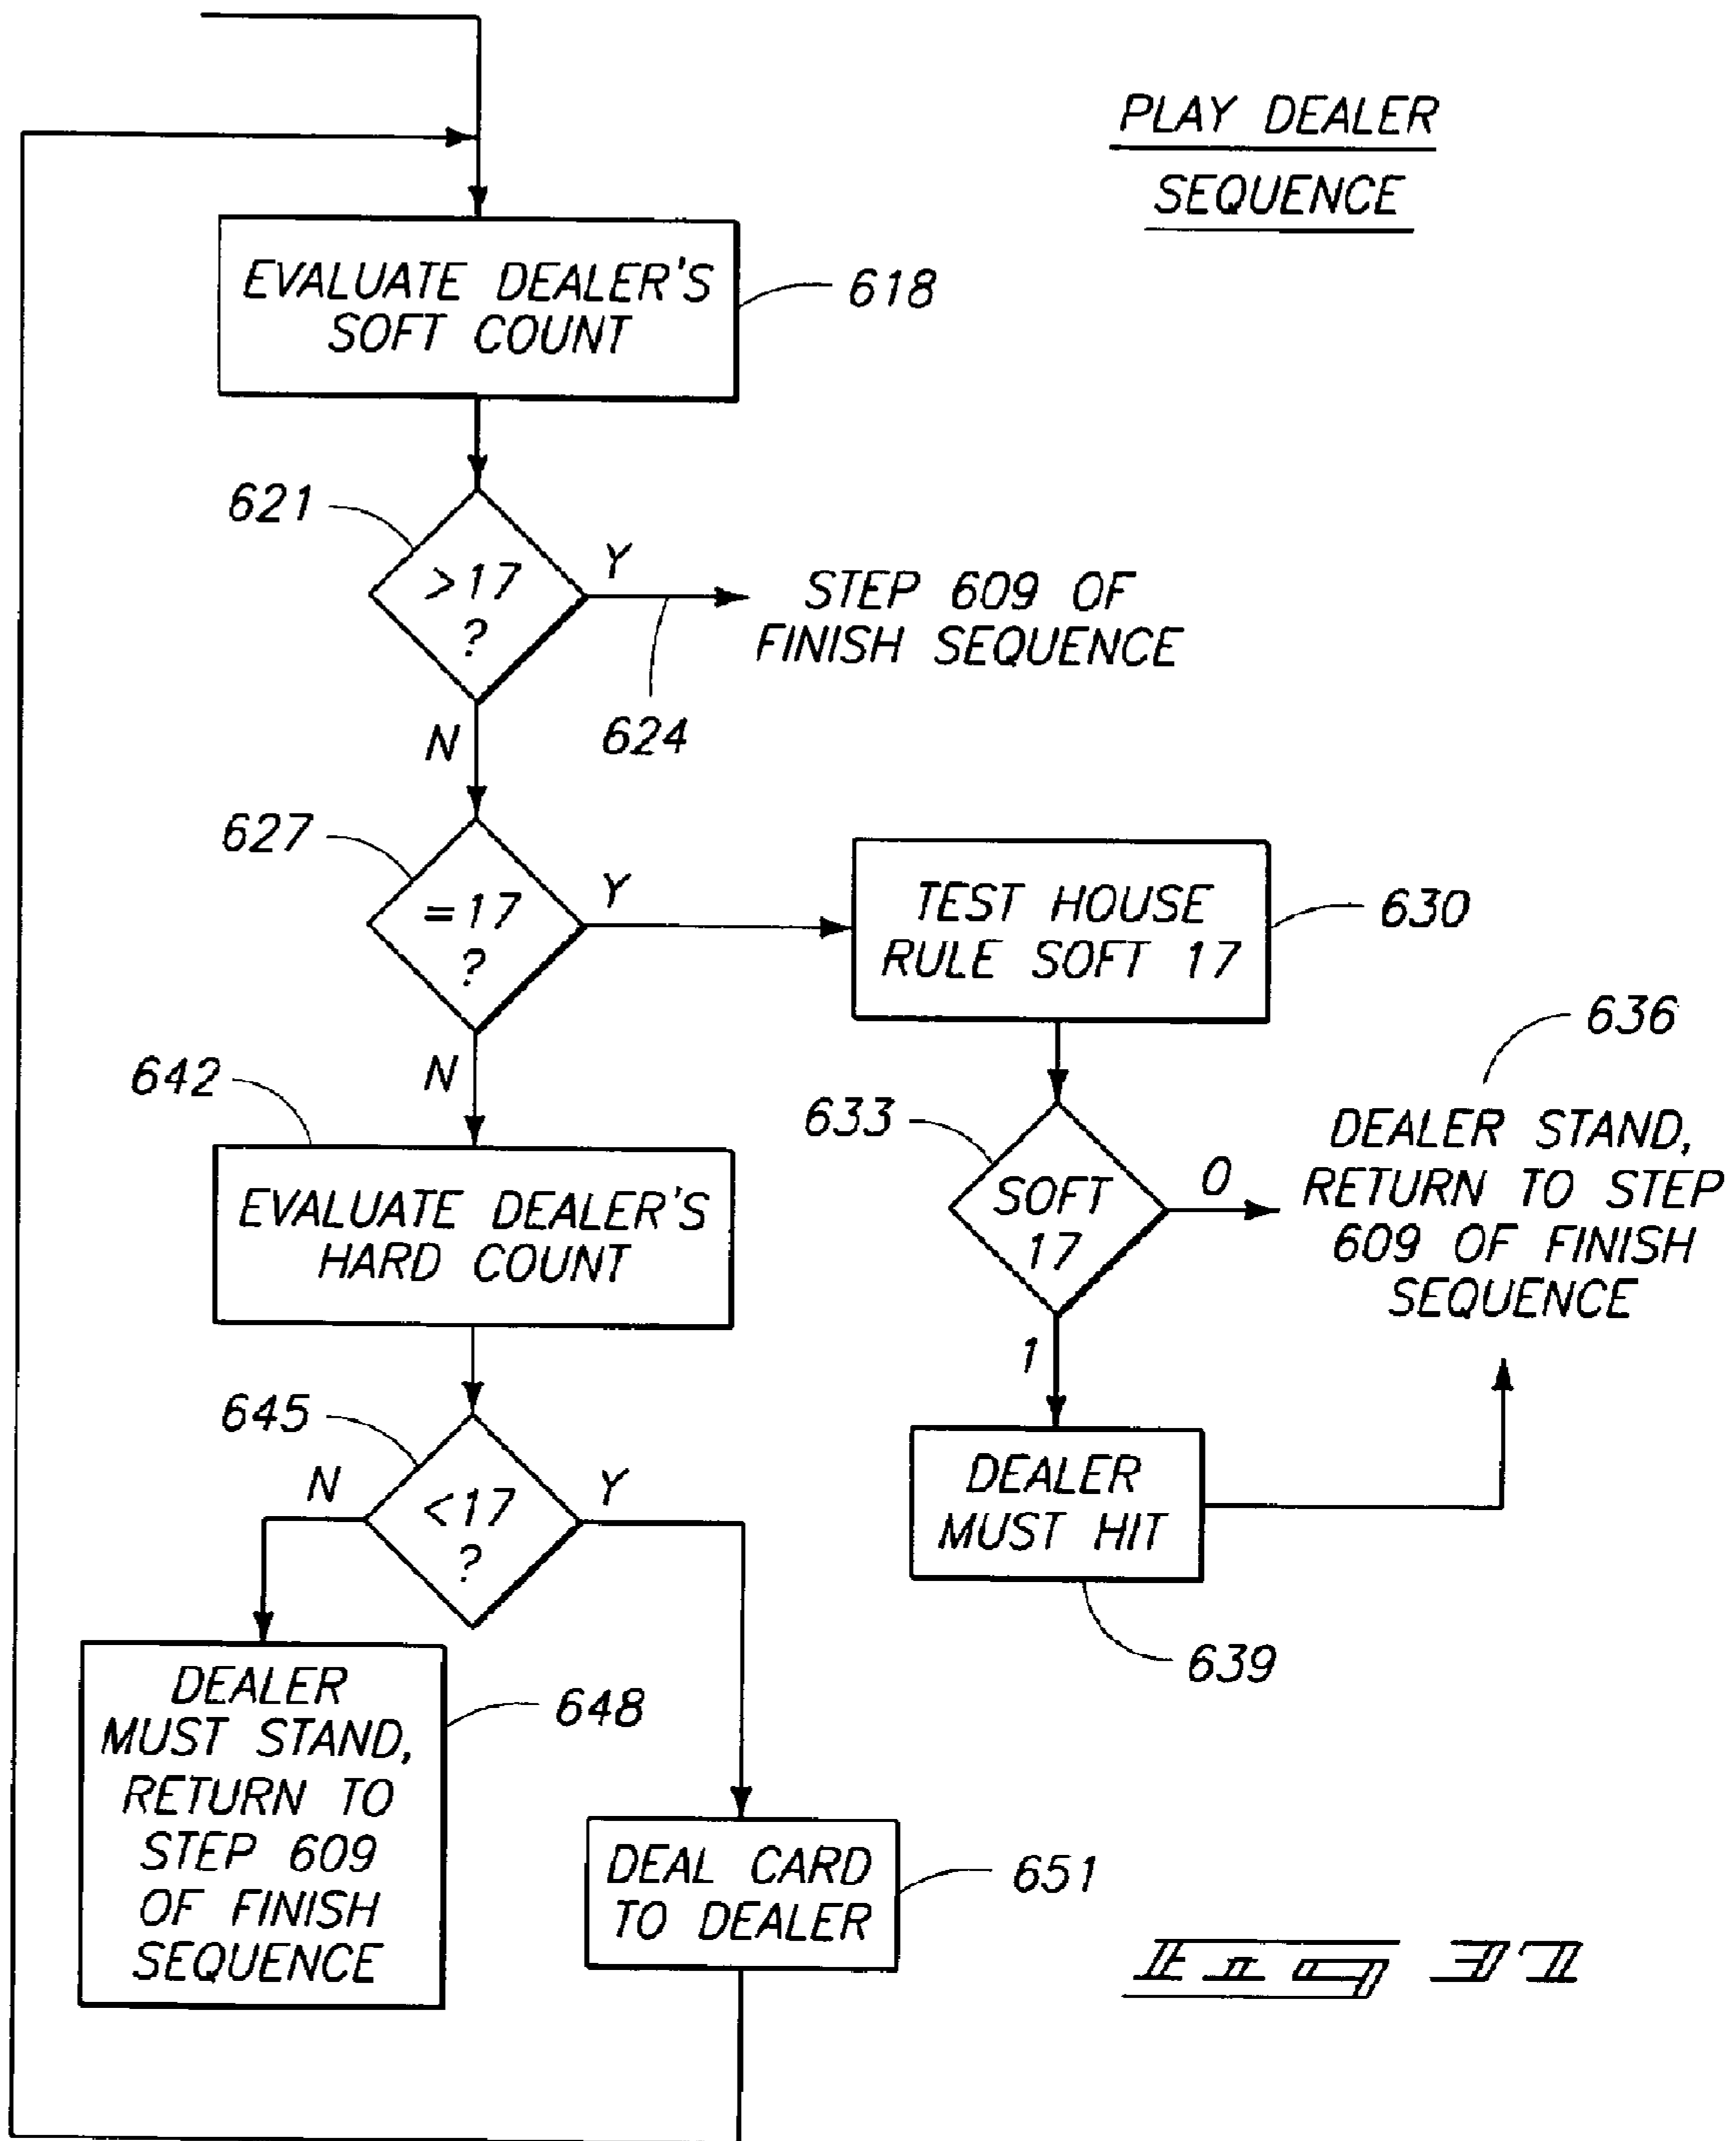 PLAY DEALER
SEQUENCE
EVALUATE DEALER'S
SOFT COUNT
618
621
>17
?
Y
STEP 609 OF
FINISH SEQUENCE
624
N
627
=17
?
Y
TEST HOUSE
RULE SOFT 17
630
636
N
642
633
SOFT
17
0
DEALER STAND,
RETURN TO STEP
609 OF FINISH
SEQUENCE
EVALUATE DEALER'S
HARD COUNT
1
645
N
<17
?
Y
DEALER
MUST HIT
639
DEALER
MUST STAND,
RETURN TO
STEP 609
OF FINISH
SEQUENCE
648
DEAL CARD
TO DEALER
651
FIG 37